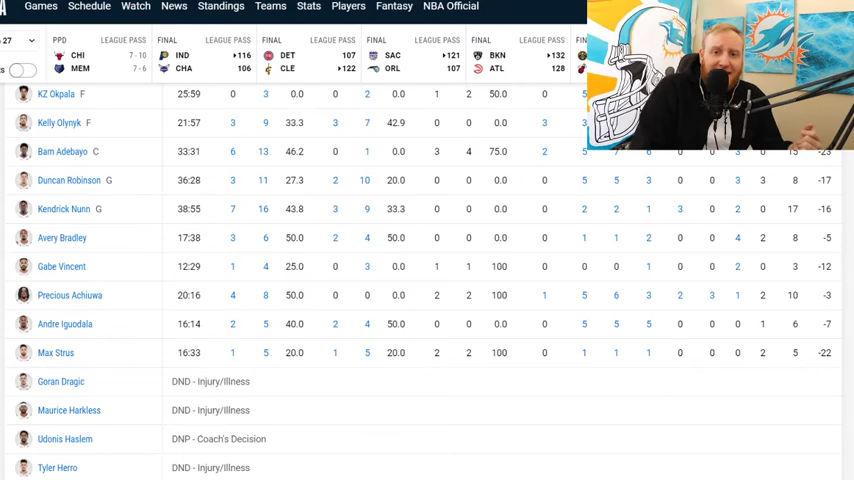 Games Schedule Watch News Standings Teams Stats Players Fantasy NBA Official
27 PPD LEAGUE PASS FINAL LEAGUE PASS FINAL LEAGUE PASS FINAL LEAGUE PASS FINAL LEAGUE PASS FIN
CHI 7 - 10 IND 116 DET 107 SAC 121 BKN 132
MEM 7 - 6 CHA 106 CLE 122 ORL 107 ATL 128
KZ Okpala F 25:59 0 3 0.0 0 2 0.0 1 2 50.0 0
Kelly Olynyk F 21:57 3 9 33.3 3 7 42.9 0 0 0.0 3
Bam Adebayo C 33:31 6 13 46.2 0 1 0.0 3 4 75.0 2 5 7 6 0 0 3 0 15 -23
Duncan Robinson G 36:28 3 11 27.3 2 10 20.0 0 0 0.0 0 5 5 3 0 0 3 3 8 -17
Kendrick Nunn G 38:55 7 16 43.8 3 9 33.3 0 0 0.0 0 2 2 1 3 0 2 0 17 -16
Avery Bradley 17:38 3 6 50.0 2 4 50.0 0 0 0.0 0 1 1 2 0 0 4 2 8 -5
Gabe Vincent 12:29 1 4 25.0 0 3 0.0 1 1 100 0 0 0 1 0 0 2 0 3 -12
Precious Achiuwa 20:16 4 8 50.0 0 0 0.0 2 2 100 1 5 6 3 2 3 1 2 10 -3
Andre Iguodala 16:14 2 5 40.0 2 4 50.0 0 0 0.0 0 5 5 5 0 0 0 1 6 -7
Max Strus 16:33 1 5 20.0 1 5 20.0 2 2 100 0 1 1 1 0 0 0 2 5 -22
Goran Dragic DND - Injury/Illness
Maurice Harkless DND - Injury/Illness
Udonis Haslem DNP - Coach's Decision
Tyler Herro DND - Injury/Illness